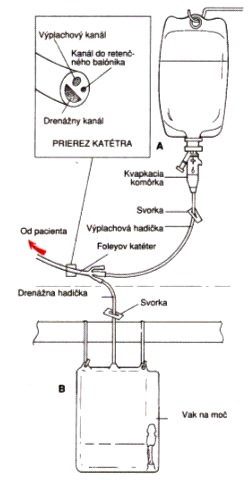 Výplachový kanál
Kanál do retenč-
ného balónika
Drenážny kanál
PRIEREZ KATÉTRA
A
Kvapkacia
komôrka
Svorka
Výplachová hadička
Od pacienta
Foleyov katéter
Drenážna hadička
Svorka
B
Vak na moč